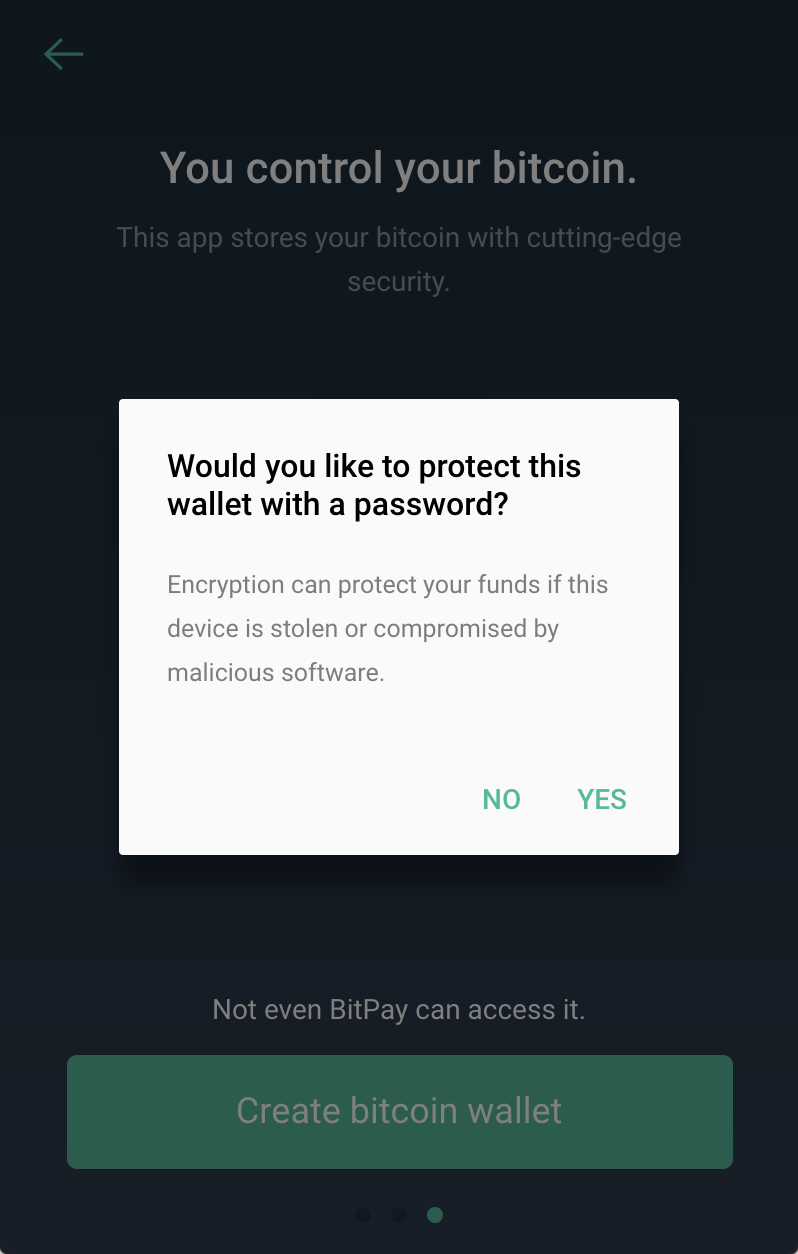 You control your bitcoin.
This app stores your bitcoin with cutting-edge
security.
Would you like to protect this
wallet with a password?
Encryption can protect your funds if this
device is stolen or compromised by
malicious software.
NO YES
Not even BitPay can access it.
Create bitcoin wallet